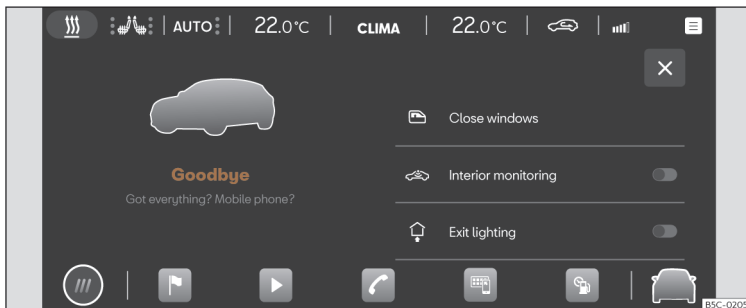 AUTO 22.0°C CLIMA 22.0°C
Close windows
Goodbye
Interior monitoring
Got everything? Mobile phone?
Exit lighting
B5C-0205